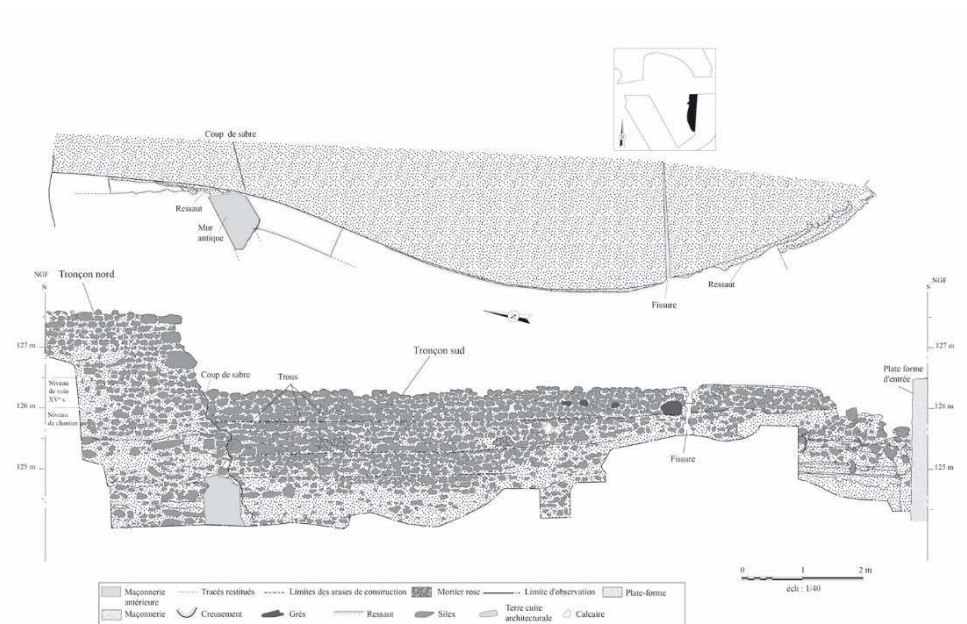 Coup de sabre
Ressaut
Mur
antique
Ressaut
Fissure
NGF
N
Tronçon nord
NGF
S
127 m
Niveau
de voie
XVe s.
126 m
Niveau
de chantier
125 m
Coup de sabre
Trous
Tronçon sud
Fissure
127 m
Plate forme
d'entrée
126 m
125 m
0 1 2 m
éch : 1/40
Maçonnerie
antérieure
Tracés restitués
Limites des arases de construction
Mortier rose
Limite d'observation
Plate-forme
Maçonnerie
Creusement
Grès
Ressaut
Silex
Terre cuite
architecturale
Calcaire